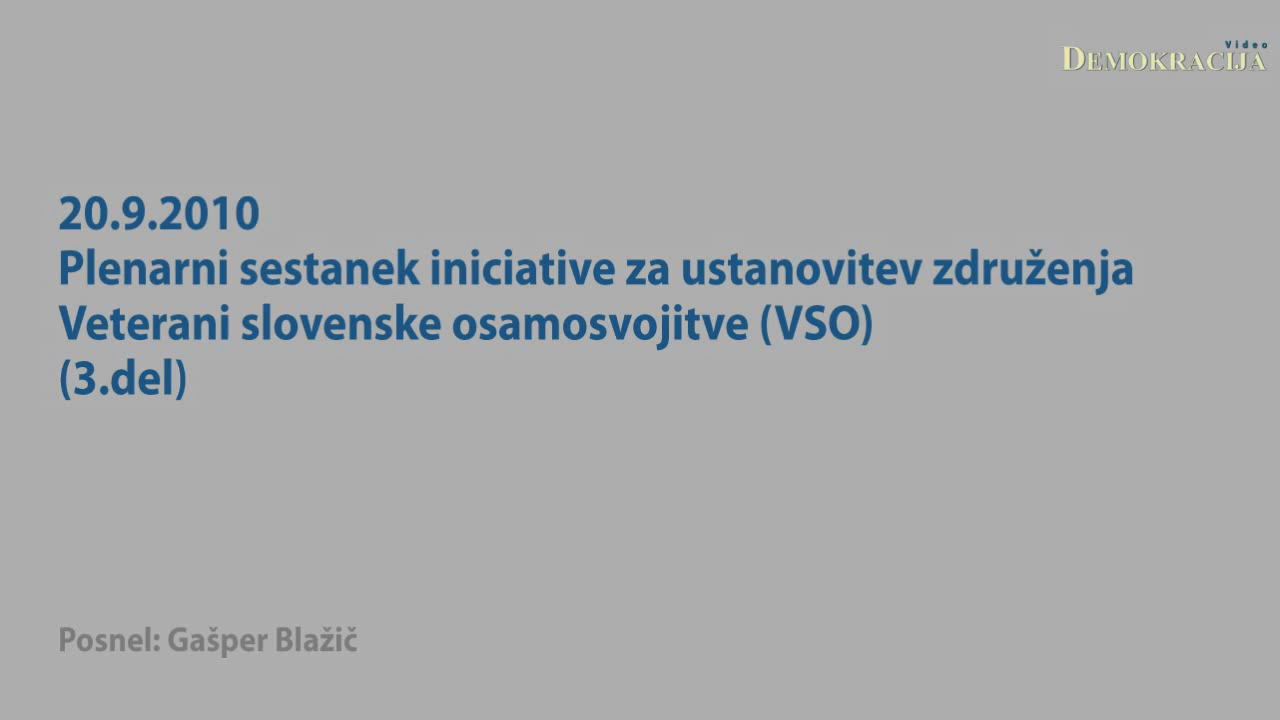 Video
DEMOKRACIJA
20.9.2010
Plenarni sestanek iniciative za ustanovitev združenja
Veterani slovenske osamosvojitve (VSO)
(3.del)
Posnel: Gašper Blažič